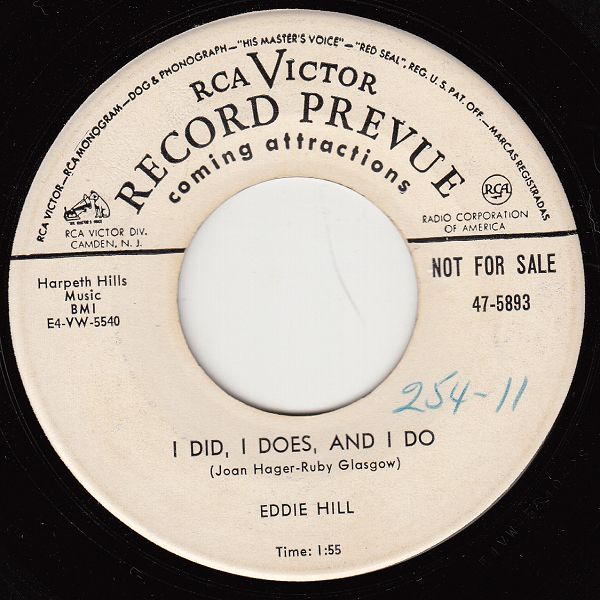 RCA VICTOR—RCA MONOGRAM—DOG & PHONOGRAPH—"HIS MASTER'S VOICE"—"RED SEAL", REG. U. S. PAT. OFF.—MARCAS REGISTRADAS
RCA VICTOR
RECORD PREVUE
coming attractions
"HIS MASTER'S VOICE"
RCA
RCA VICTOR DIV.
CAMDEN, N. J.
RADIO CORPORATION
OF AMERICA
Harpeth Hills
Music
BMI
E4-VW-5540
NOT FOR SALE
47-5893
254-11
I DID, I DOES, AND I DO
(Joan Hager-Ruby Glasgow)
EDDIE HILL
Time: 1:55